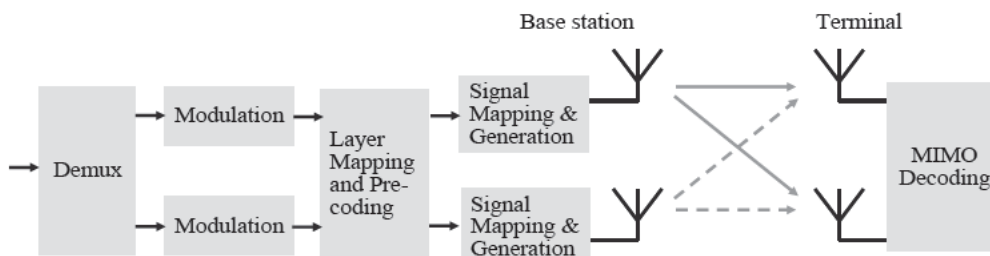 Base station
Terminal
Demux
Modulation
Modulation
Layer
Mapping
and Pre-
coding
Signal
Mapping &
Generation
Signal
Mapping &
Generation
MIMO
Decoding